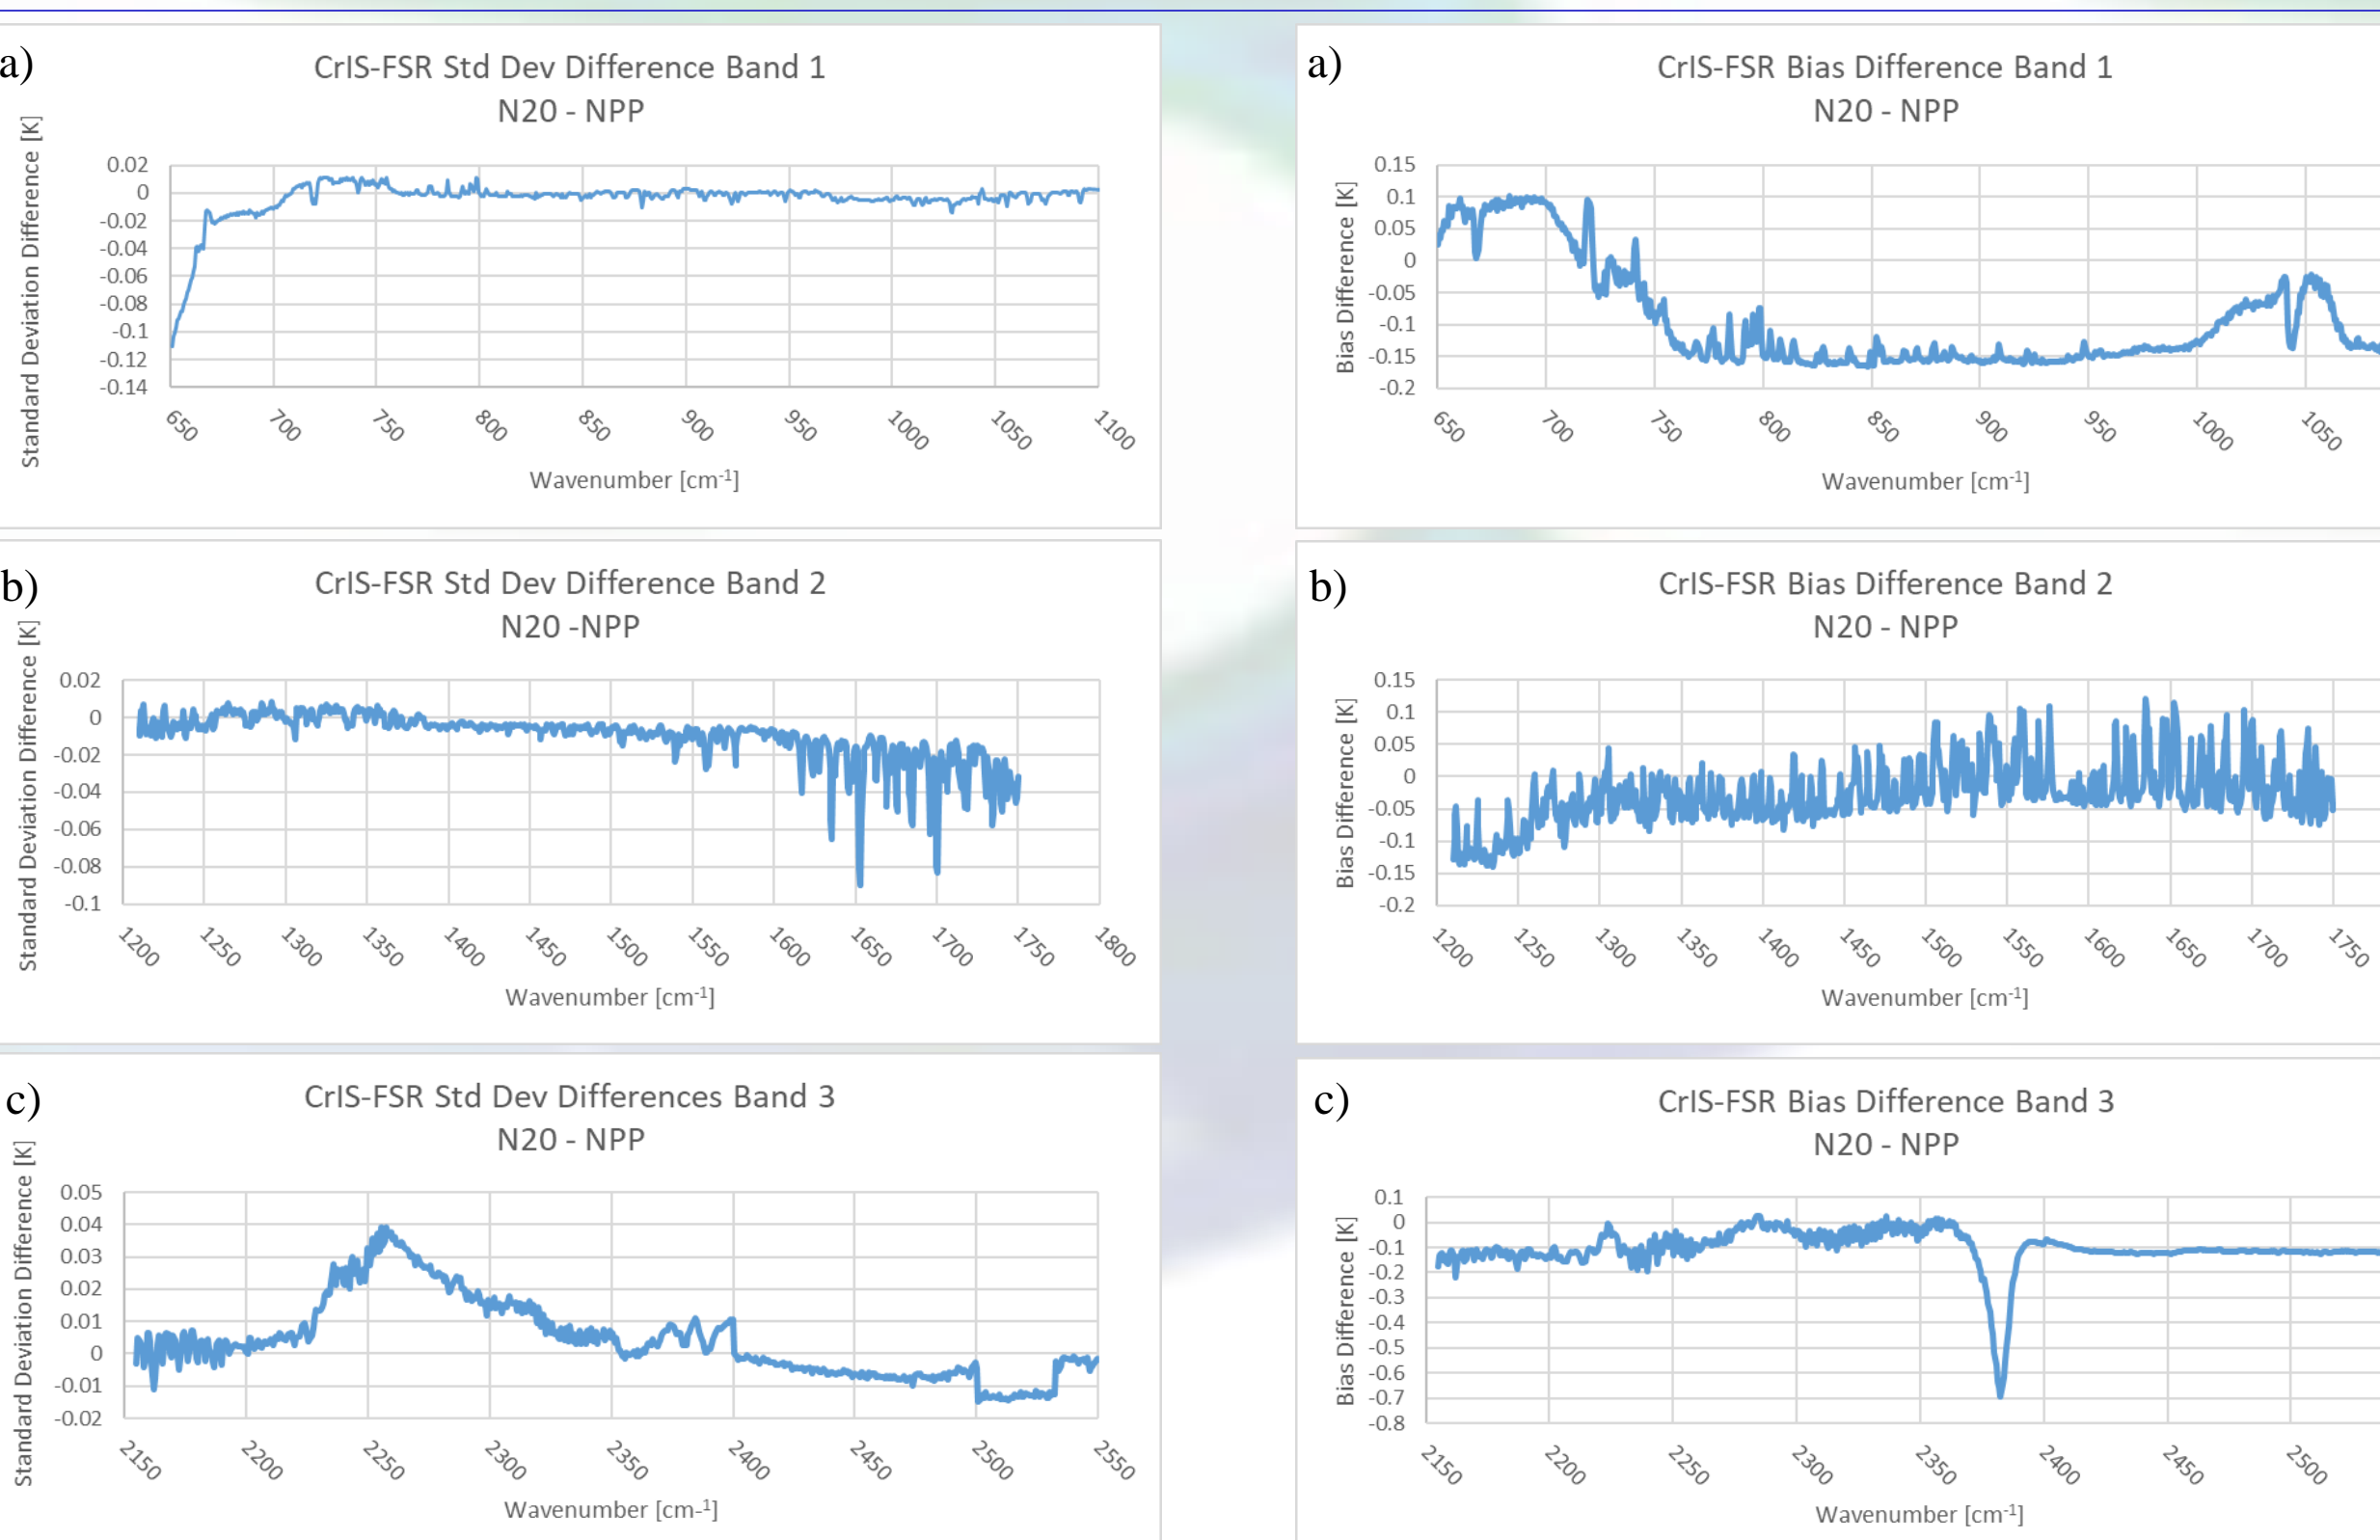 a)
CrIS-FSR Std Dev Difference Band 1
N20 - NPP
Standard Deviation Difference [K]
0.02
0
-0.02
-0.04
-0.06
-0.08
-0.1
-0.12
-0.14
650 700 750 800 850 900 950 1000 1050 1100
Wavenumber [cm-1]
a)
CrIS-FSR Bias Difference Band 1
N20 - NPP
Bias Difference [K]
0.15
0.1
0.05
0
-0.05
-0.1
-0.15
-0.2
650 700 750 800 850 900 950 1000 1050
Wavenumber [cm-1]
b)
CrIS-FSR Std Dev Difference Band 2
N20 -NPP
Standard Deviation Difference [K]
0.02
0
-0.02
-0.04
-0.06
-0.08
-0.1
1200 1250 1300 1350 1400 1450 1500 1550 1600 1650 1700 1750 1800
Wavenumber [cm-1]
b)
CrIS-FSR Bias Difference Band 2
N20 - NPP
Bias Difference [K]
0.15
0.1
0.05
0
-0.05
-0.1
-0.15
-0.2
1200 1250 1300 1350 1400 1450 1500 1550 1600 1650 1700 1750
Wavenumber [cm-1]
c)
CrIS-FSR Std Dev Differences Band 3
N20 - NPP
Standard Deviation Difference [K]
0.05
0.04
0.03
0.02
0.01
0
-0.01
-0.02
2150 2200 2250 2300 2350 2400 2450 2500 2550
Wavenumber [cm-1]
c)
CrIS-FSR Bias Difference Band 3
N20 - NPP
Bias Difference [K]
0.1
0
-0.1
-0.2
-0.3
-0.4
-0.5
-0.6
-0.7
-0.8
2150 2200 2250 2300 2350 2400 2450 2500
Wavenumber [cm-1]